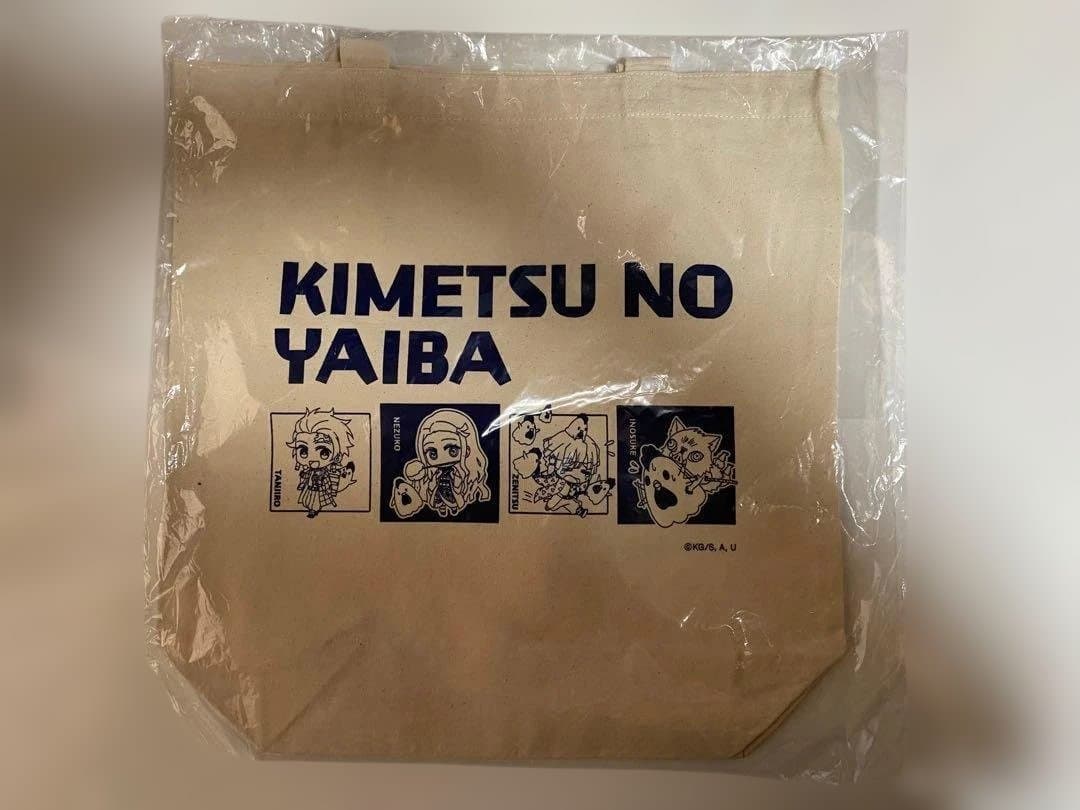 KIMETSU NO
YAIBA
TANJIRO
NEZUKO
ZENITSU
INOSUKE
©KG/S, A, U